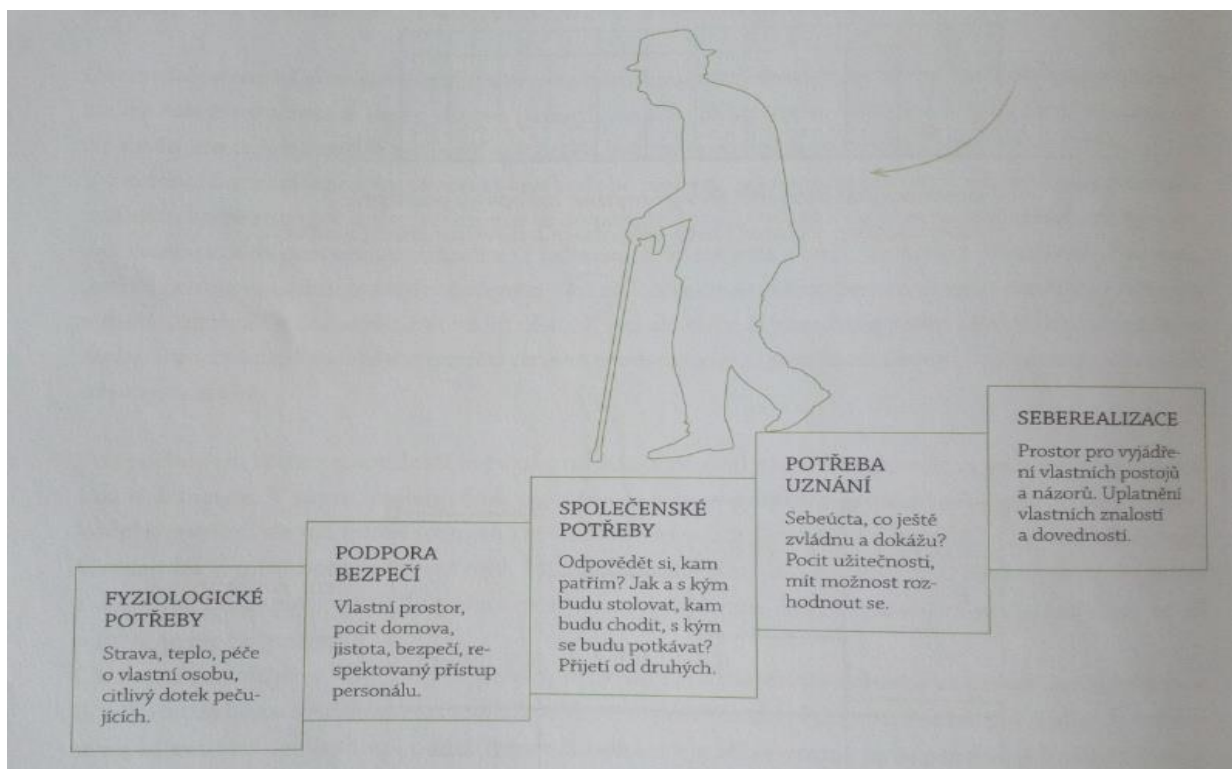 FYZIOLOGICKÉ
POTŘEBY
Strava, teplo, péče
o vlastní osobu,
citlivý dotek peču-
jících.
PODPORA
BEZPEČÍ
Vlastní prostor,
pocit domova,
jistota, bezpečí, re-
spektovaný přístup
personálu.
SPOLEČENSKÉ
POTŘEBY
Odpovědět si, kam
patřím? Jak a s kým
budu stolovat, kam
budu chodit, s kým
se budu potkávat?
Přijetí od druhých.
POTŘEBA
UZNÁNÍ
Sebeúcta, co ještě
zvládnu a dokážu?
Pocit užitečnosti,
mít možnost roz-
hodnout se.
SEBEREALIZACE
Prostor pro vyjádře-
ní vlastních postojů
a názorů. Uplatnění
vlastních znalostí
a dovedností.